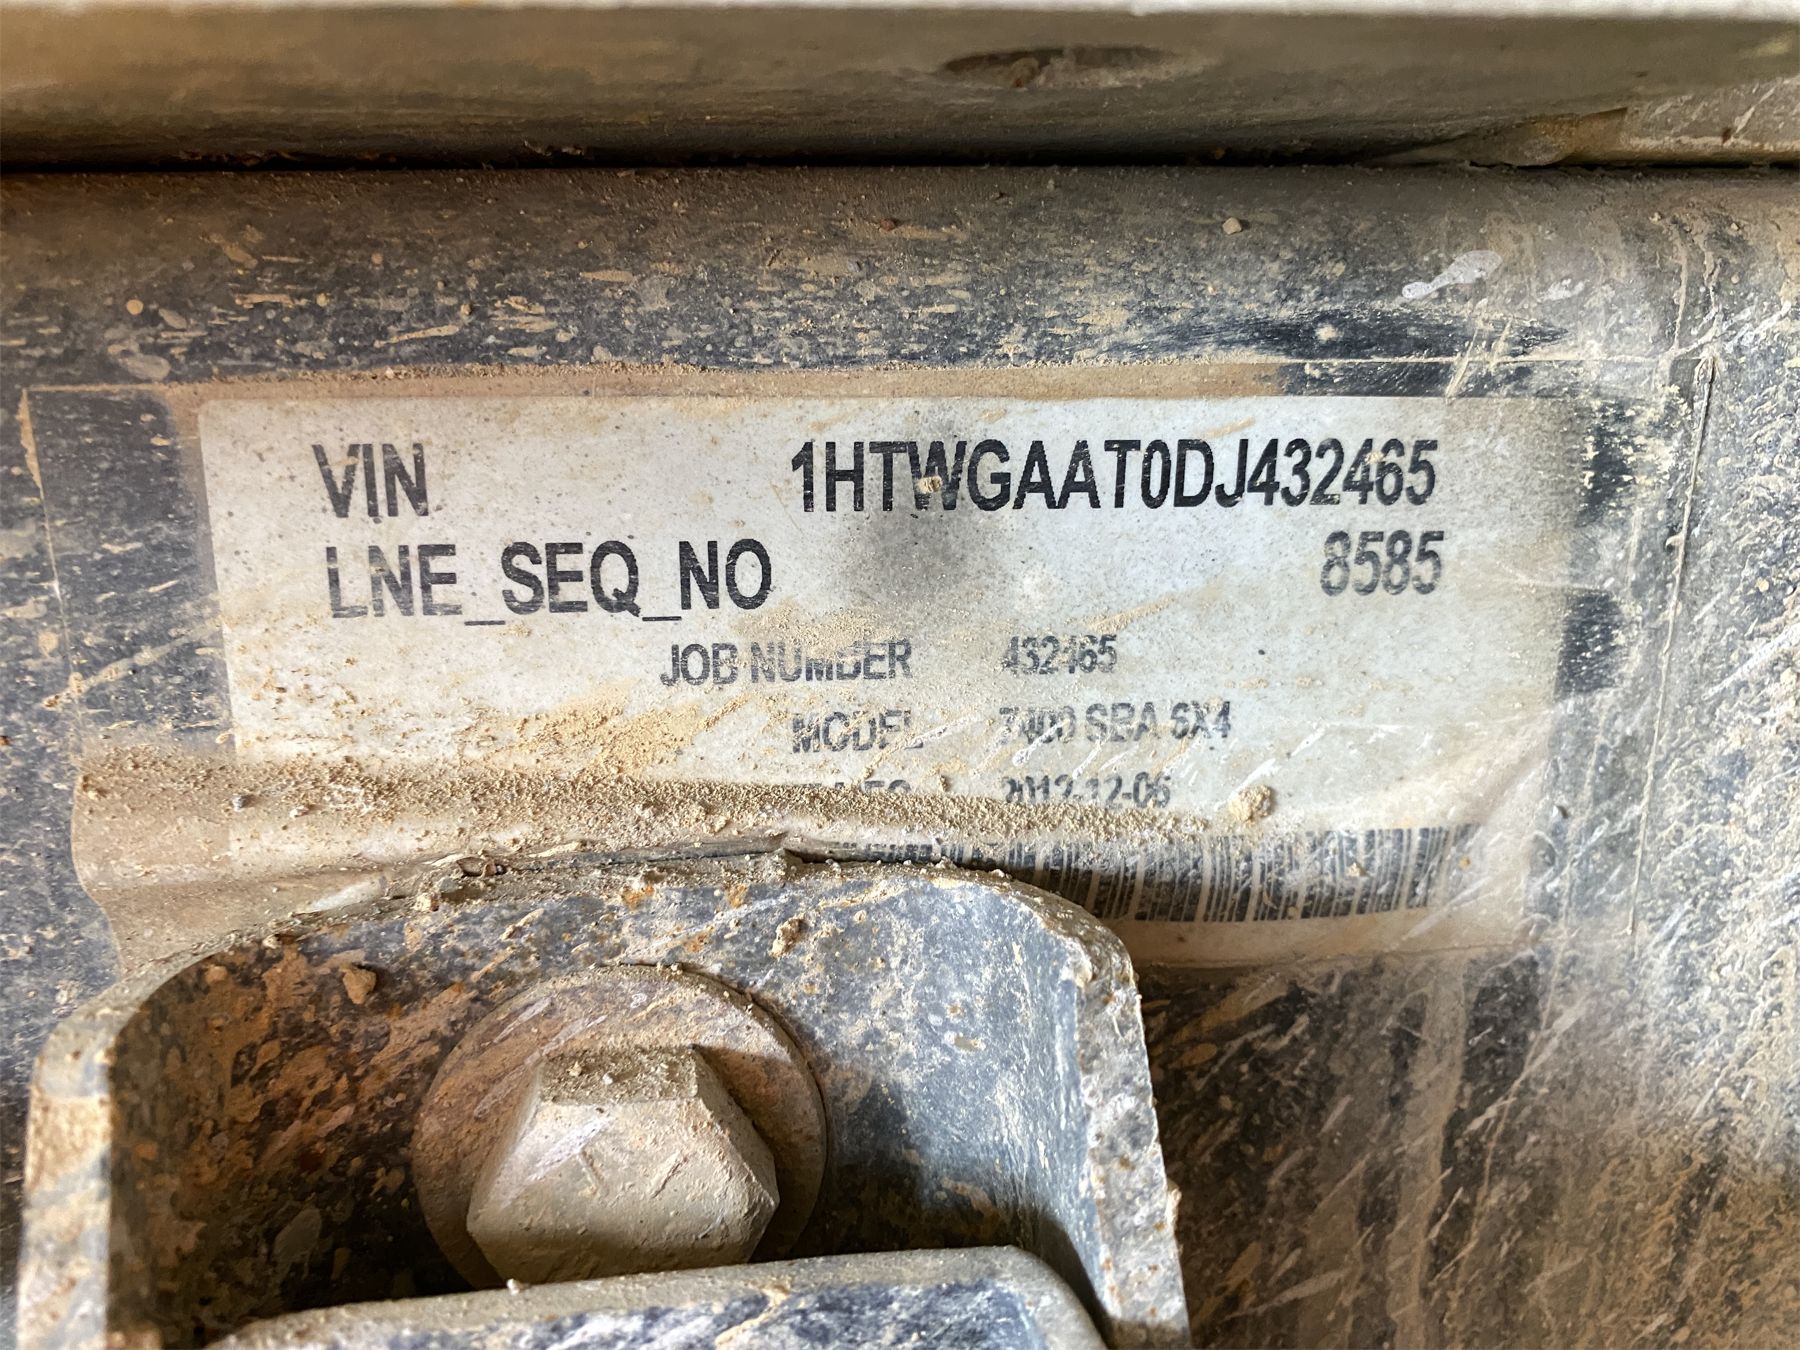 VIN 1HTWGAAT0DJ432465
LNE_SEQ_NO 8585
JOB NUMBER 432465
MODEL 7400 SBA 6X4
2012-12-06